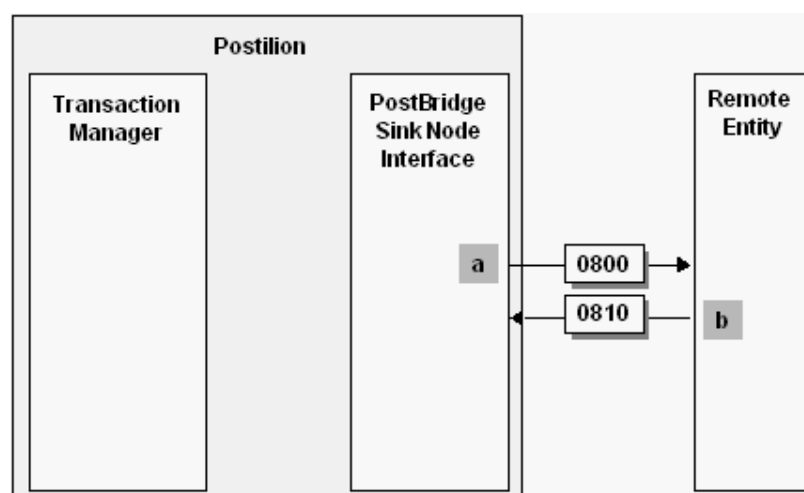 Postilion
Transaction
Manager
PostBridge
Sink Node
Interface
Remote
Entity
a
0800
0810
b